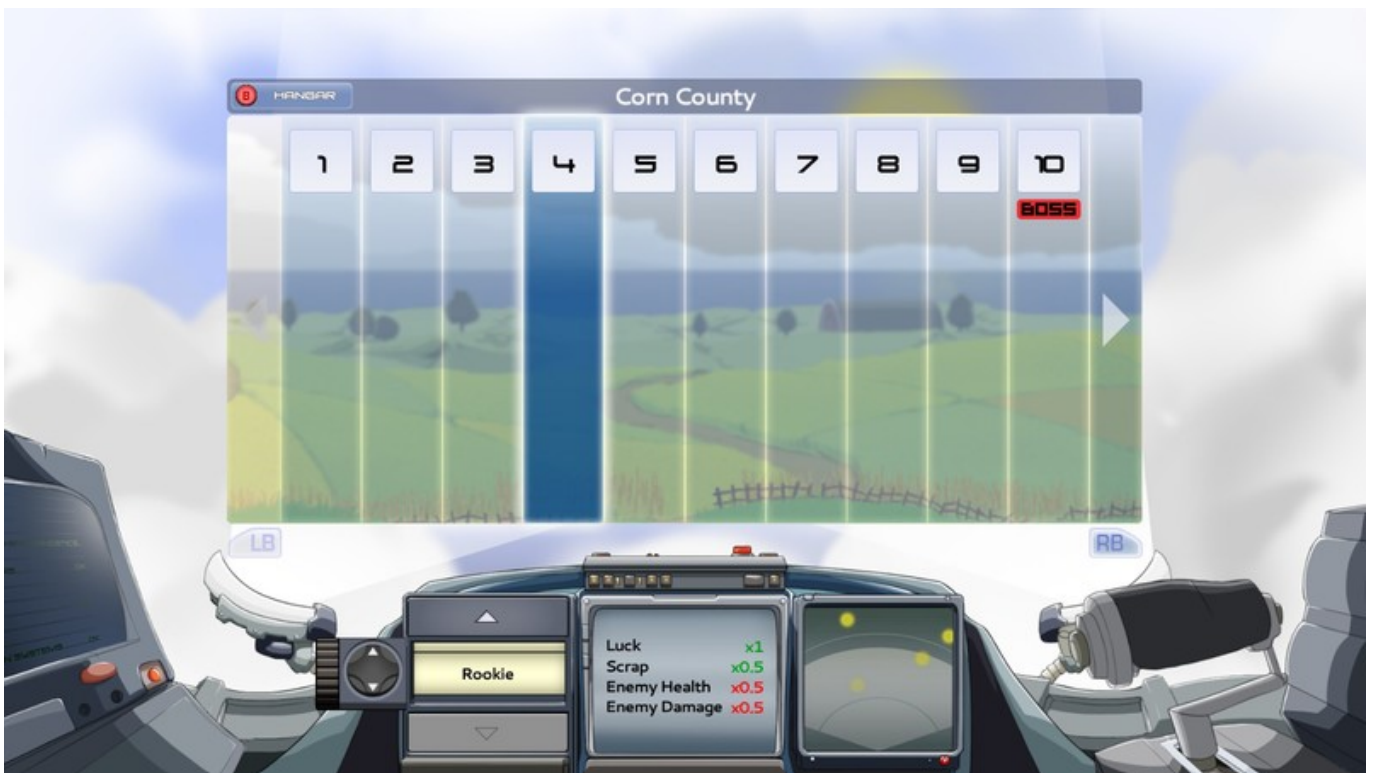 B HANGAR
Corn County
1 2 3 4 5 6 7 8 9 10
BOSS
LB
RB
Rookie
Luck x1
Scrap x0.5
Enemy Health x0.5
Enemy Damage x0.5